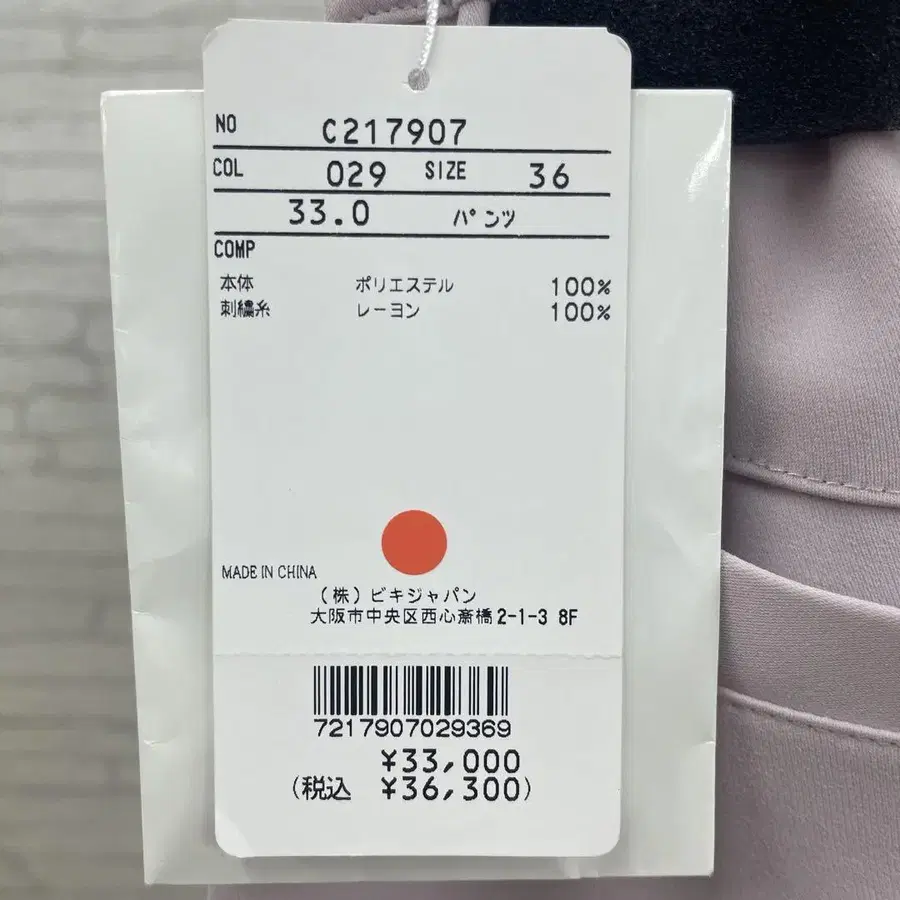 NO C217907
COL 029 SIZE 36
33.0 パンツ
COMP
本体 ポリエステル 100%
刺繍糸 レーヨン 100%
MADE IN CHINA
(株)ビキジャパン
大阪市中央区西心斎橋2-1-3 8F
7217907029369
¥33,000
(税込 ¥36,300)